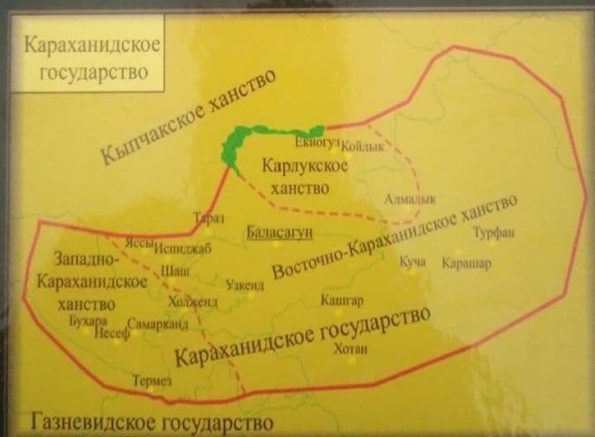 Караханидское
государство
Кыпчакское ханство
Екиогуз Койлык
Карлукское
ханство
Алмалык
Тараз
Баласагун
Турфан
Яссы Испиджаб
Восточно-Караханидское ханство
Западно-
Караханидское
ханство
Шаш
Куча Карашар
Узкенд
Ходженд
Кашгар
Бухара
Несеф Самарканд
Караханидское государство
Хотан
Термез
Газневидское государство